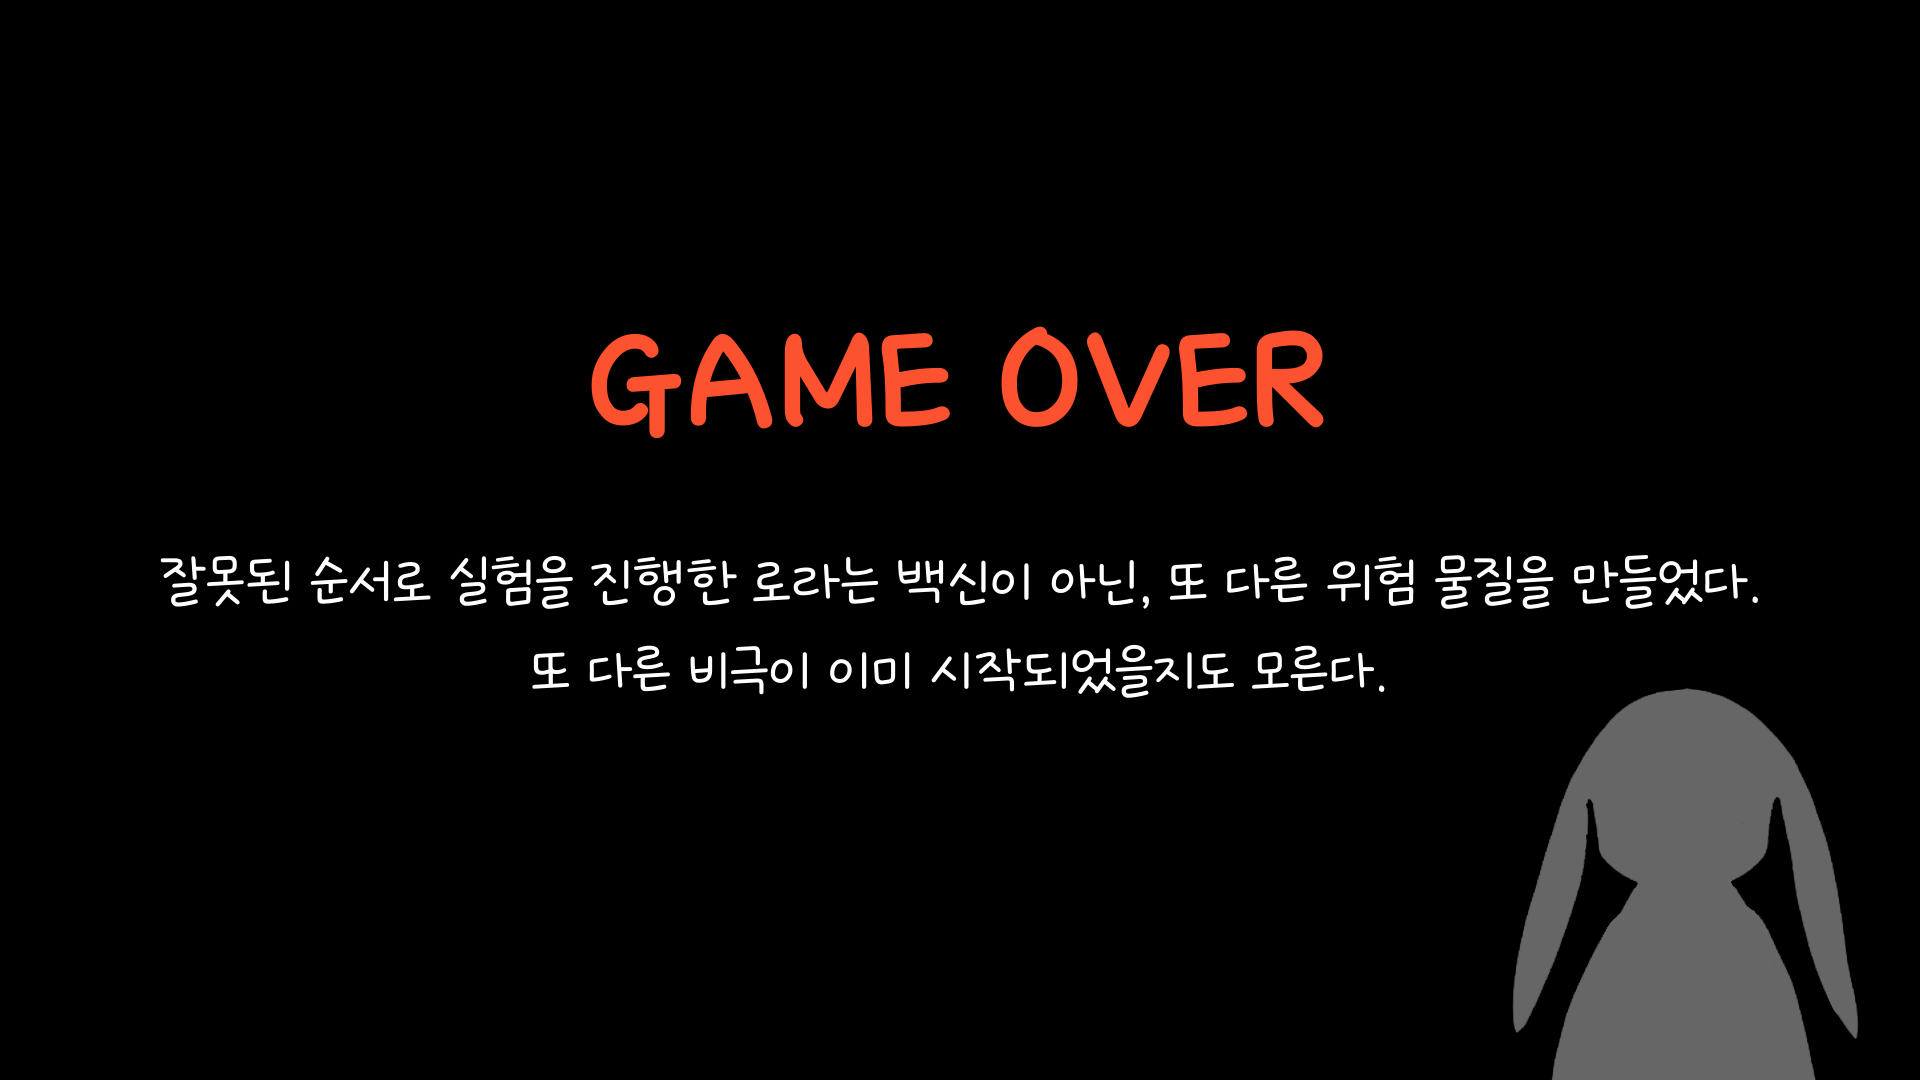 GAME OVER
잘못된 순서로 실험을 진행한 로라는 백신이 아닌, 또 다른 위험 물질을 만들었다.
또 다른 비극이 이미 시작되었을지도 모른다.